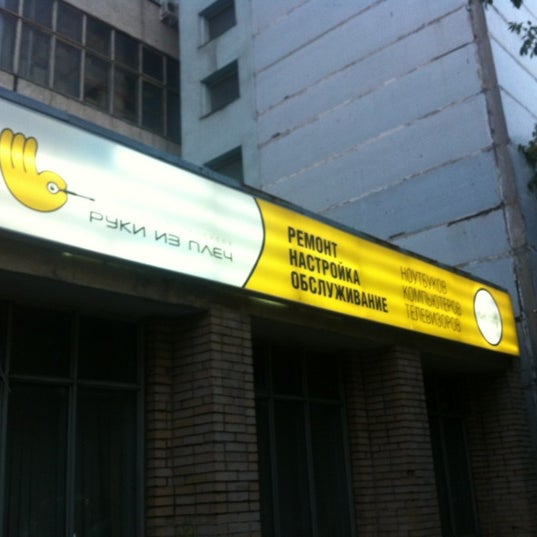 РУКИ ИЗ ПЛЕЧ
РЕМОНТ
НАСТРОЙКА
ОБСЛУЖИВАНИЕ
НОУТБУКОВ
КОМПЬЮТЕРОВ
ТЕЛЕВИЗОРОВ